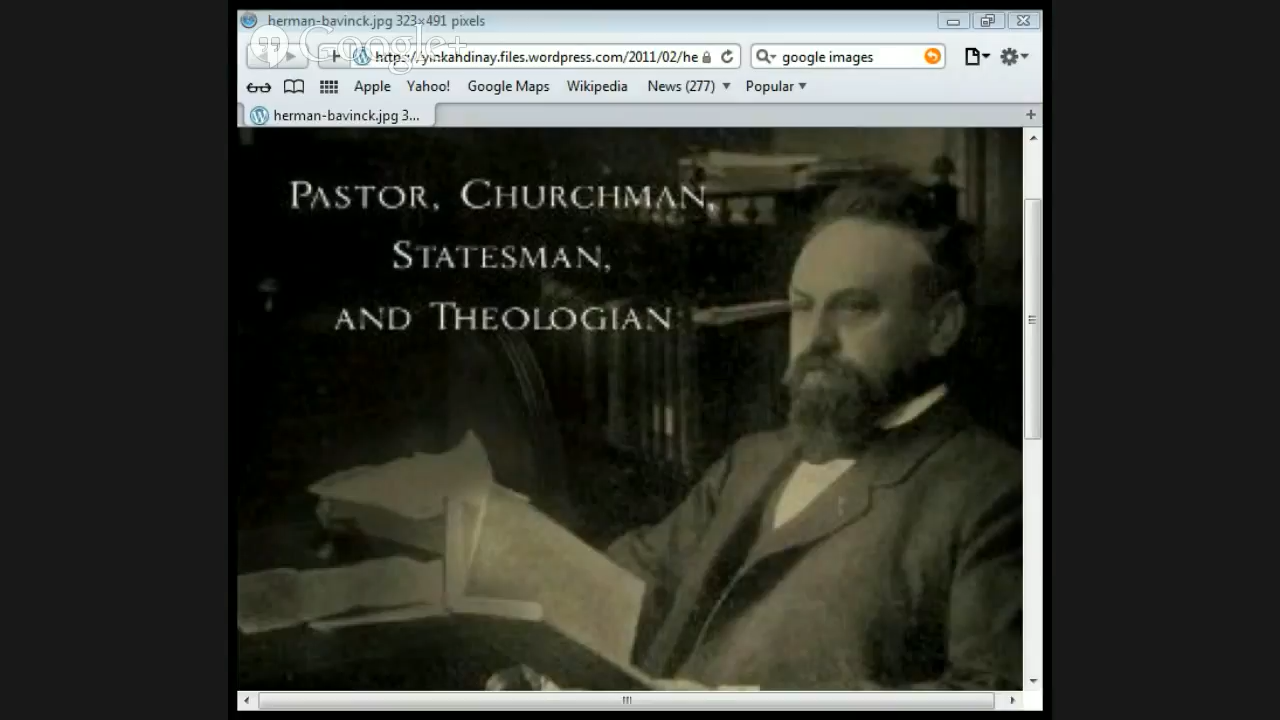 herman-bavinck.jpg 323×491 pixels
Google+
google images
Apple Yahoo! Google Maps Wikipedia News (277) Popular
herman-bavinck.jpg 3...
PASTOR, CHURCHMAN,
STATESMAN,
AND THEOLOGIAN